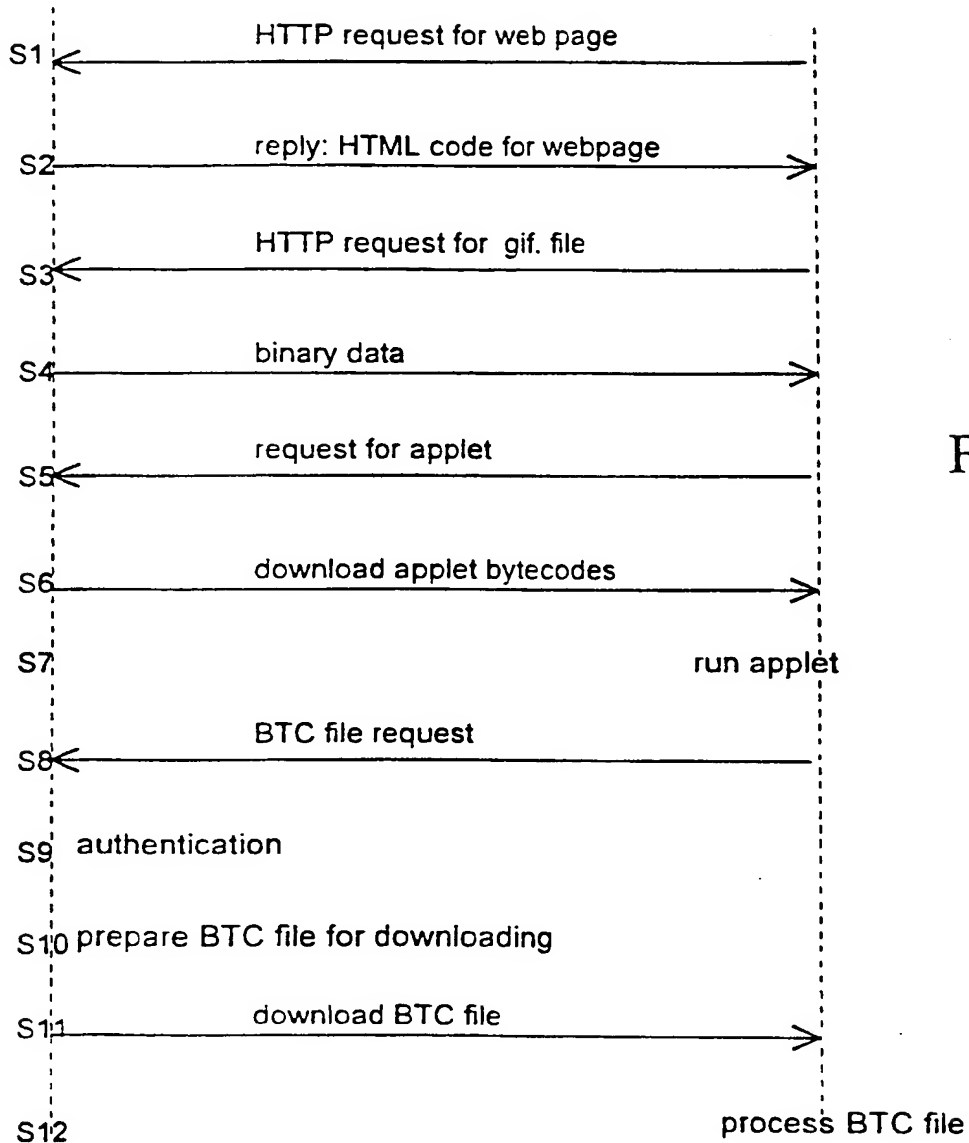 S1 HTTP request for web page
S2 reply: HTML code for webpage
S3 HTTP request for gif. file
S4 binary data
S5 request for applet
F
S6 download applet bytecodes
S7 run applet
S8 BTC file request
S9 authentication
S10 prepare BTC file for downloading
S11 download BTC file
S12 process BTC file